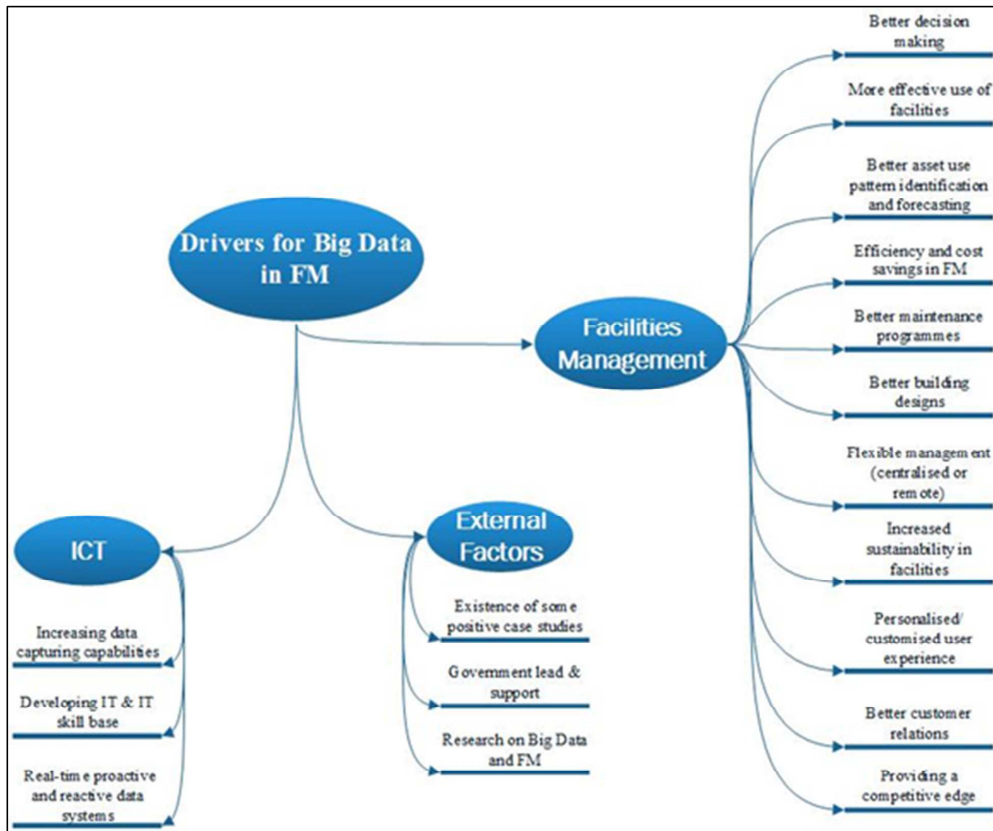 Drivers for Big Data
in FM
Facilities
Management
Better decision
making
More effective use of
facilities
Better asset use
pattern identification
and forecasting
Efficiency and cost
savings in FM
Better maintenance
programmes
Better building
designs
Flexible management
(centralised or
remote)
Increased
sustainability in
facilities
Personalised/
customised user
experience
Better customer
relations
Providing a
competitive edge
External
Factors
Existence of some
positive case studies
Government lead &
support
Research on Big Data
and FM
ICT
Increasing data
capturing capabilities
Developing IT & IT
skill base
Real-time proactive
and reactive data
systems